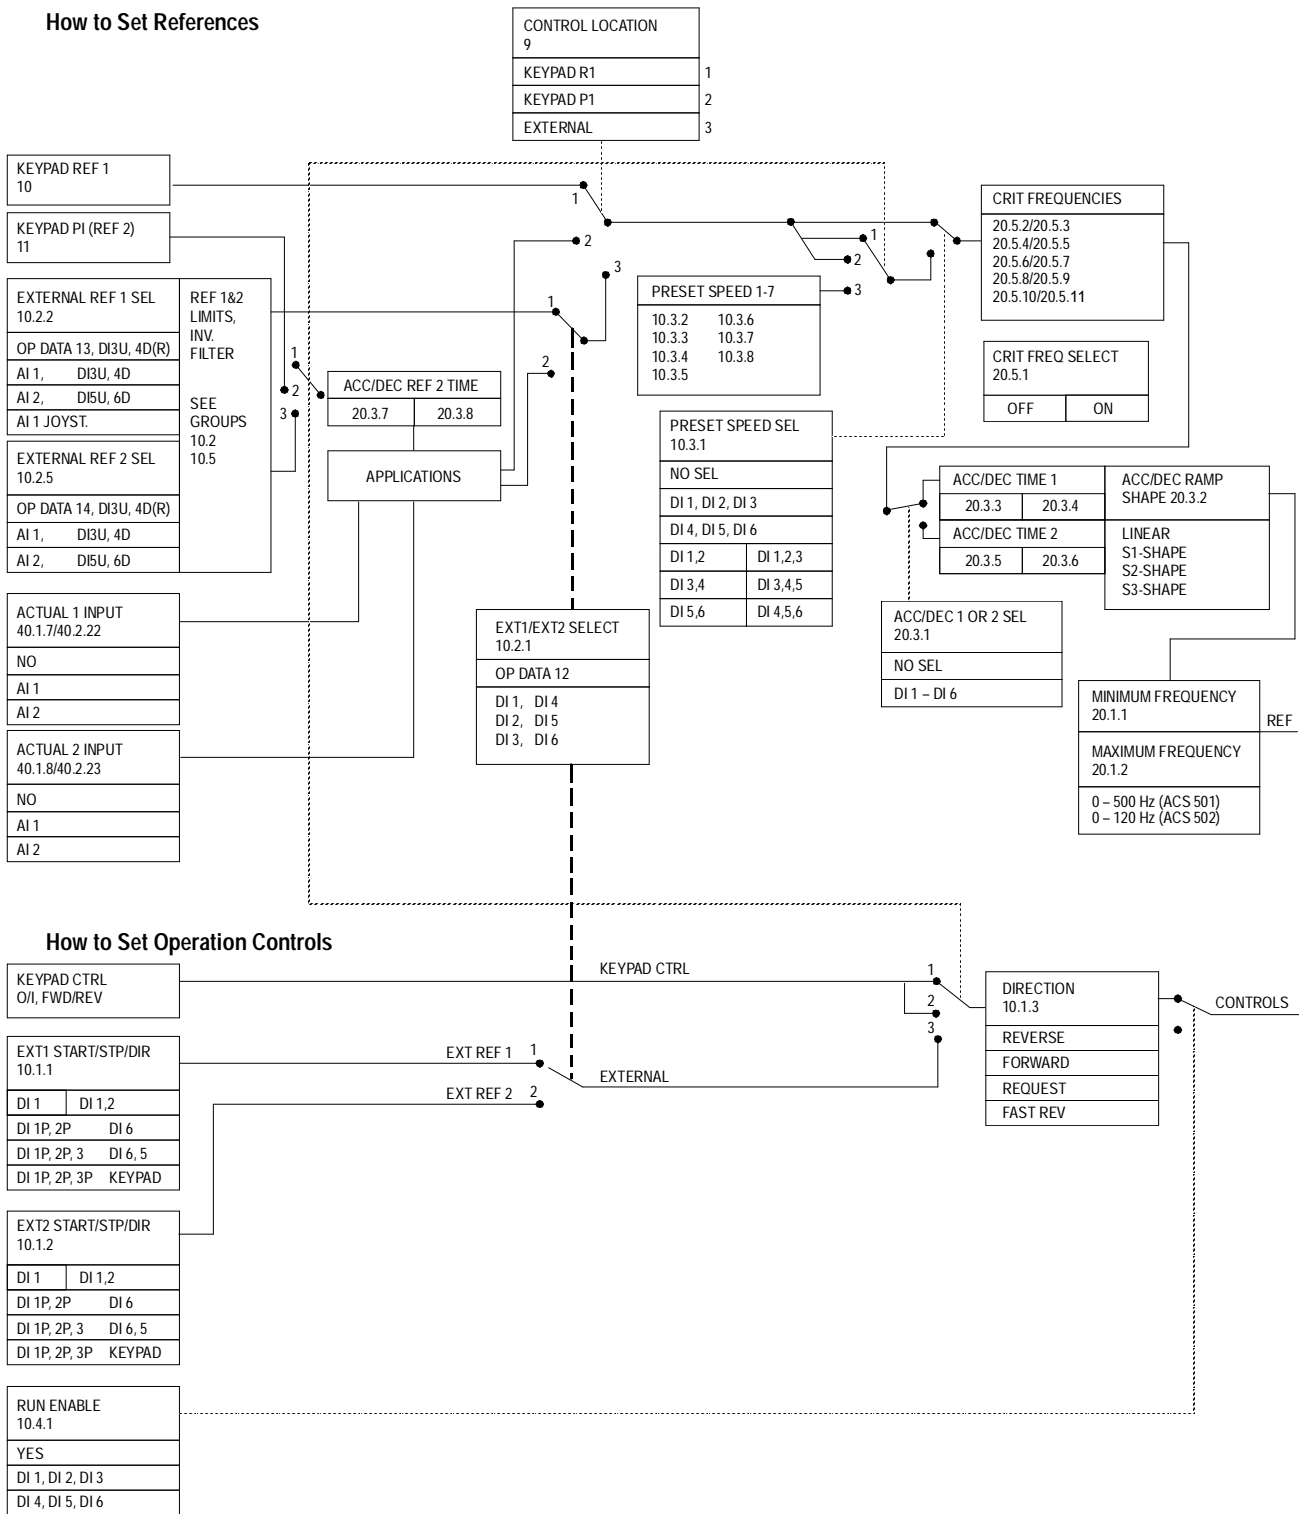 How to Set References
CONTROL LOCATION
9
KEYPAD R1 1
KEYPAD P1 2
EXTERNAL 3
KEYPAD REF 1
10
KEYPAD PI (REF 2)
11
EXTERNAL REF 1 SEL
10.2.2
OP DATA 13, DI3U, 4D(R)
AI 1, DI3U, 4D
AI 2, DI5U, 6D
AI 1 JOYST.
EXTERNAL REF 2 SEL
10.2.5
OP DATA 14, DI3U, 4D(R)
AI 1, DI3U, 4D
AI 2, DI5U, 6D
REF 1&2
LIMITS,
INV.
FILTER
SEE
GROUPS
10.2
10.5
1
2
3
ACC/DEC REF 2 TIME
20.3.7 20.3.8
APPLICATIONS
1
2
3
1
2
1
2
3
PRESET SPEED 1-7
10.3.2 10.3.6
10.3.3 10.3.7
10.3.4 10.3.8
10.3.5
PRESET SPEED SEL
10.3.1
NO SEL
DI 1, DI 2, DI 3
DI 4, DI 5, DI 6
DI 1,2 DI 1,2,3
DI 3,4 DI 3,4,5
DI 5,6 DI 4,5,6
CRIT FREQUENCIES
20.5.2/20.5.3
20.5.4/20.5.5
20.5.6/20.5.7
20.5.8/20.5.9
20.5.10/20.5.11
CRIT FREQ SELECT
20.5.1
OFF ON
ACC/DEC TIME 1
20.3.3 20.3.4
ACC/DEC TIME 2
20.3.5 20.3.6
ACC/DEC RAMP
SHAPE 20.3.2
LINEAR
S1-SHAPE
S2-SHAPE
S3-SHAPE
ACC/DEC 1 OR 2 SEL
20.3.1
NO SEL
DI 1 – DI 6
ACTUAL 1 INPUT
40.1.7/40.2.22
NO
AI 1
AI 2
ACTUAL 2 INPUT
40.1.8/40.2.23
NO
AI 1
AI 2
EXT1/EXT2 SELECT
10.2.1
OP DATA 12
DI 1, DI 4
DI 2, DI 5
DI 3, DI 6
MINIMUM FREQUENCY
20.1.1
REF
MAXIMUM FREQUENCY
20.1.2
0 – 500 Hz (ACS 501)
0 – 120 Hz (ACS 502)
How to Set Operation Controls
KEYPAD CTRL
O/I, FWD/REV
KEYPAD CTRL
1
2
3
DIRECTION
10.1.3
REVERSE
FORWARD
REQUEST
FAST REV
CONTROLS
EXT1 START/STP/DIR
10.1.1
DI 1 DI 1,2
DI 1P, 2P DI 6
DI 1P, 2P, 3 DI 6, 5
DI 1P, 2P, 3P KEYPAD
EXT REF 1 1
EXTERNAL
EXT REF 2 2
EXT2 START/STP/DIR
10.1.2
DI 1 DI 1,2
DI 1P, 2P DI 6
DI 1P, 2P, 3 DI 6, 5
DI 1P, 2P, 3P KEYPAD
RUN ENABLE
10.4.1
YES
DI 1, DI 2, DI 3
DI 4, DI 5, DI 6